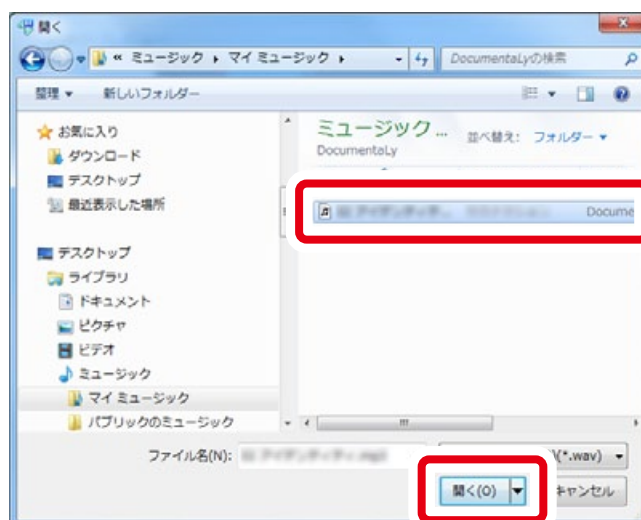 開く
« ミュージック ▸ マイ ミュージック ▸
DocumentaLyの検索
整理 ▼ 新しいフォルダー
お気に入り
ダウンロード
デスクトップ
最近表示した場所
デスクトップ
ライブラリ
ドキュメント
ピクチャ
ビデオ
ミュージック
マイ ミュージック
パブリックのミュージック
ミュージック ...
DocumentaLy
並べ替え: フォルダー ▼
Docume
ファイル名(N):
(*.wav)
開く(O)
キャンセル